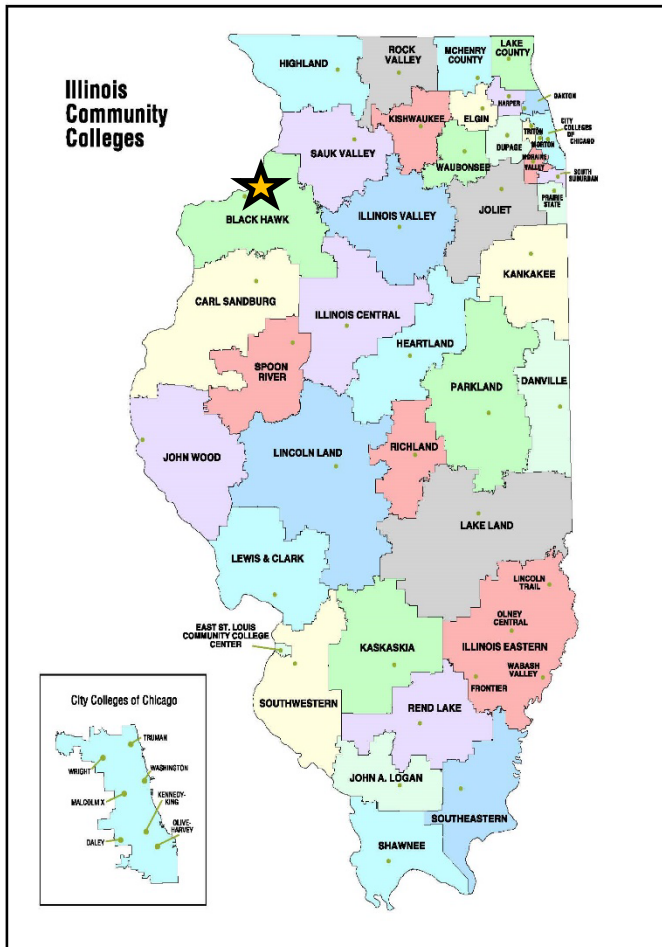 Illinois
Community
Colleges
HIGHLAND
ROCK
VALLEY
MCHENRY
COUNTY
LAKE
COUNTY
KISHWAUKEE
ELGIN
HARPER
OAKTON
CITY
COLLEGES
OF
CHICAGO
TRITON
MORTON
DUPAGE
MORAINE
VALLEY
SOUTH
SUBURBAN
PRAIRIE
STATE
SAUK VALLEY
WAUBONSEE
BLACK HAWK
ILLINOIS VALLEY
JOLIET
KANKAKEE
CARL SANDBURG
ILLINOIS CENTRAL
HEARTLAND
SPOON
RIVER
PARKLAND
DANVILLE
JOHN WOOD
LINCOLN LAND
RICHLAND
LAKE LAND
LEWIS & CLARK
LINCOLN
TRAIL
OLNEY
CENTRAL
EAST ST. LOUIS
COMMUNITY COLLEGE
CENTER
KASKASKIA
ILLINOIS EASTERN
WABASH
VALLEY
FRONTIER
SOUTHWESTERN
REND LAKE
JOHN A. LOGAN
SOUTHEASTERN
SHAWNEE
City Colleges of Chicago
TRUMAN
WRIGHT
WASHINGTON
MALCOLM X
KENNEDY-
KING
OLIVE-
HARVEY
DALEY